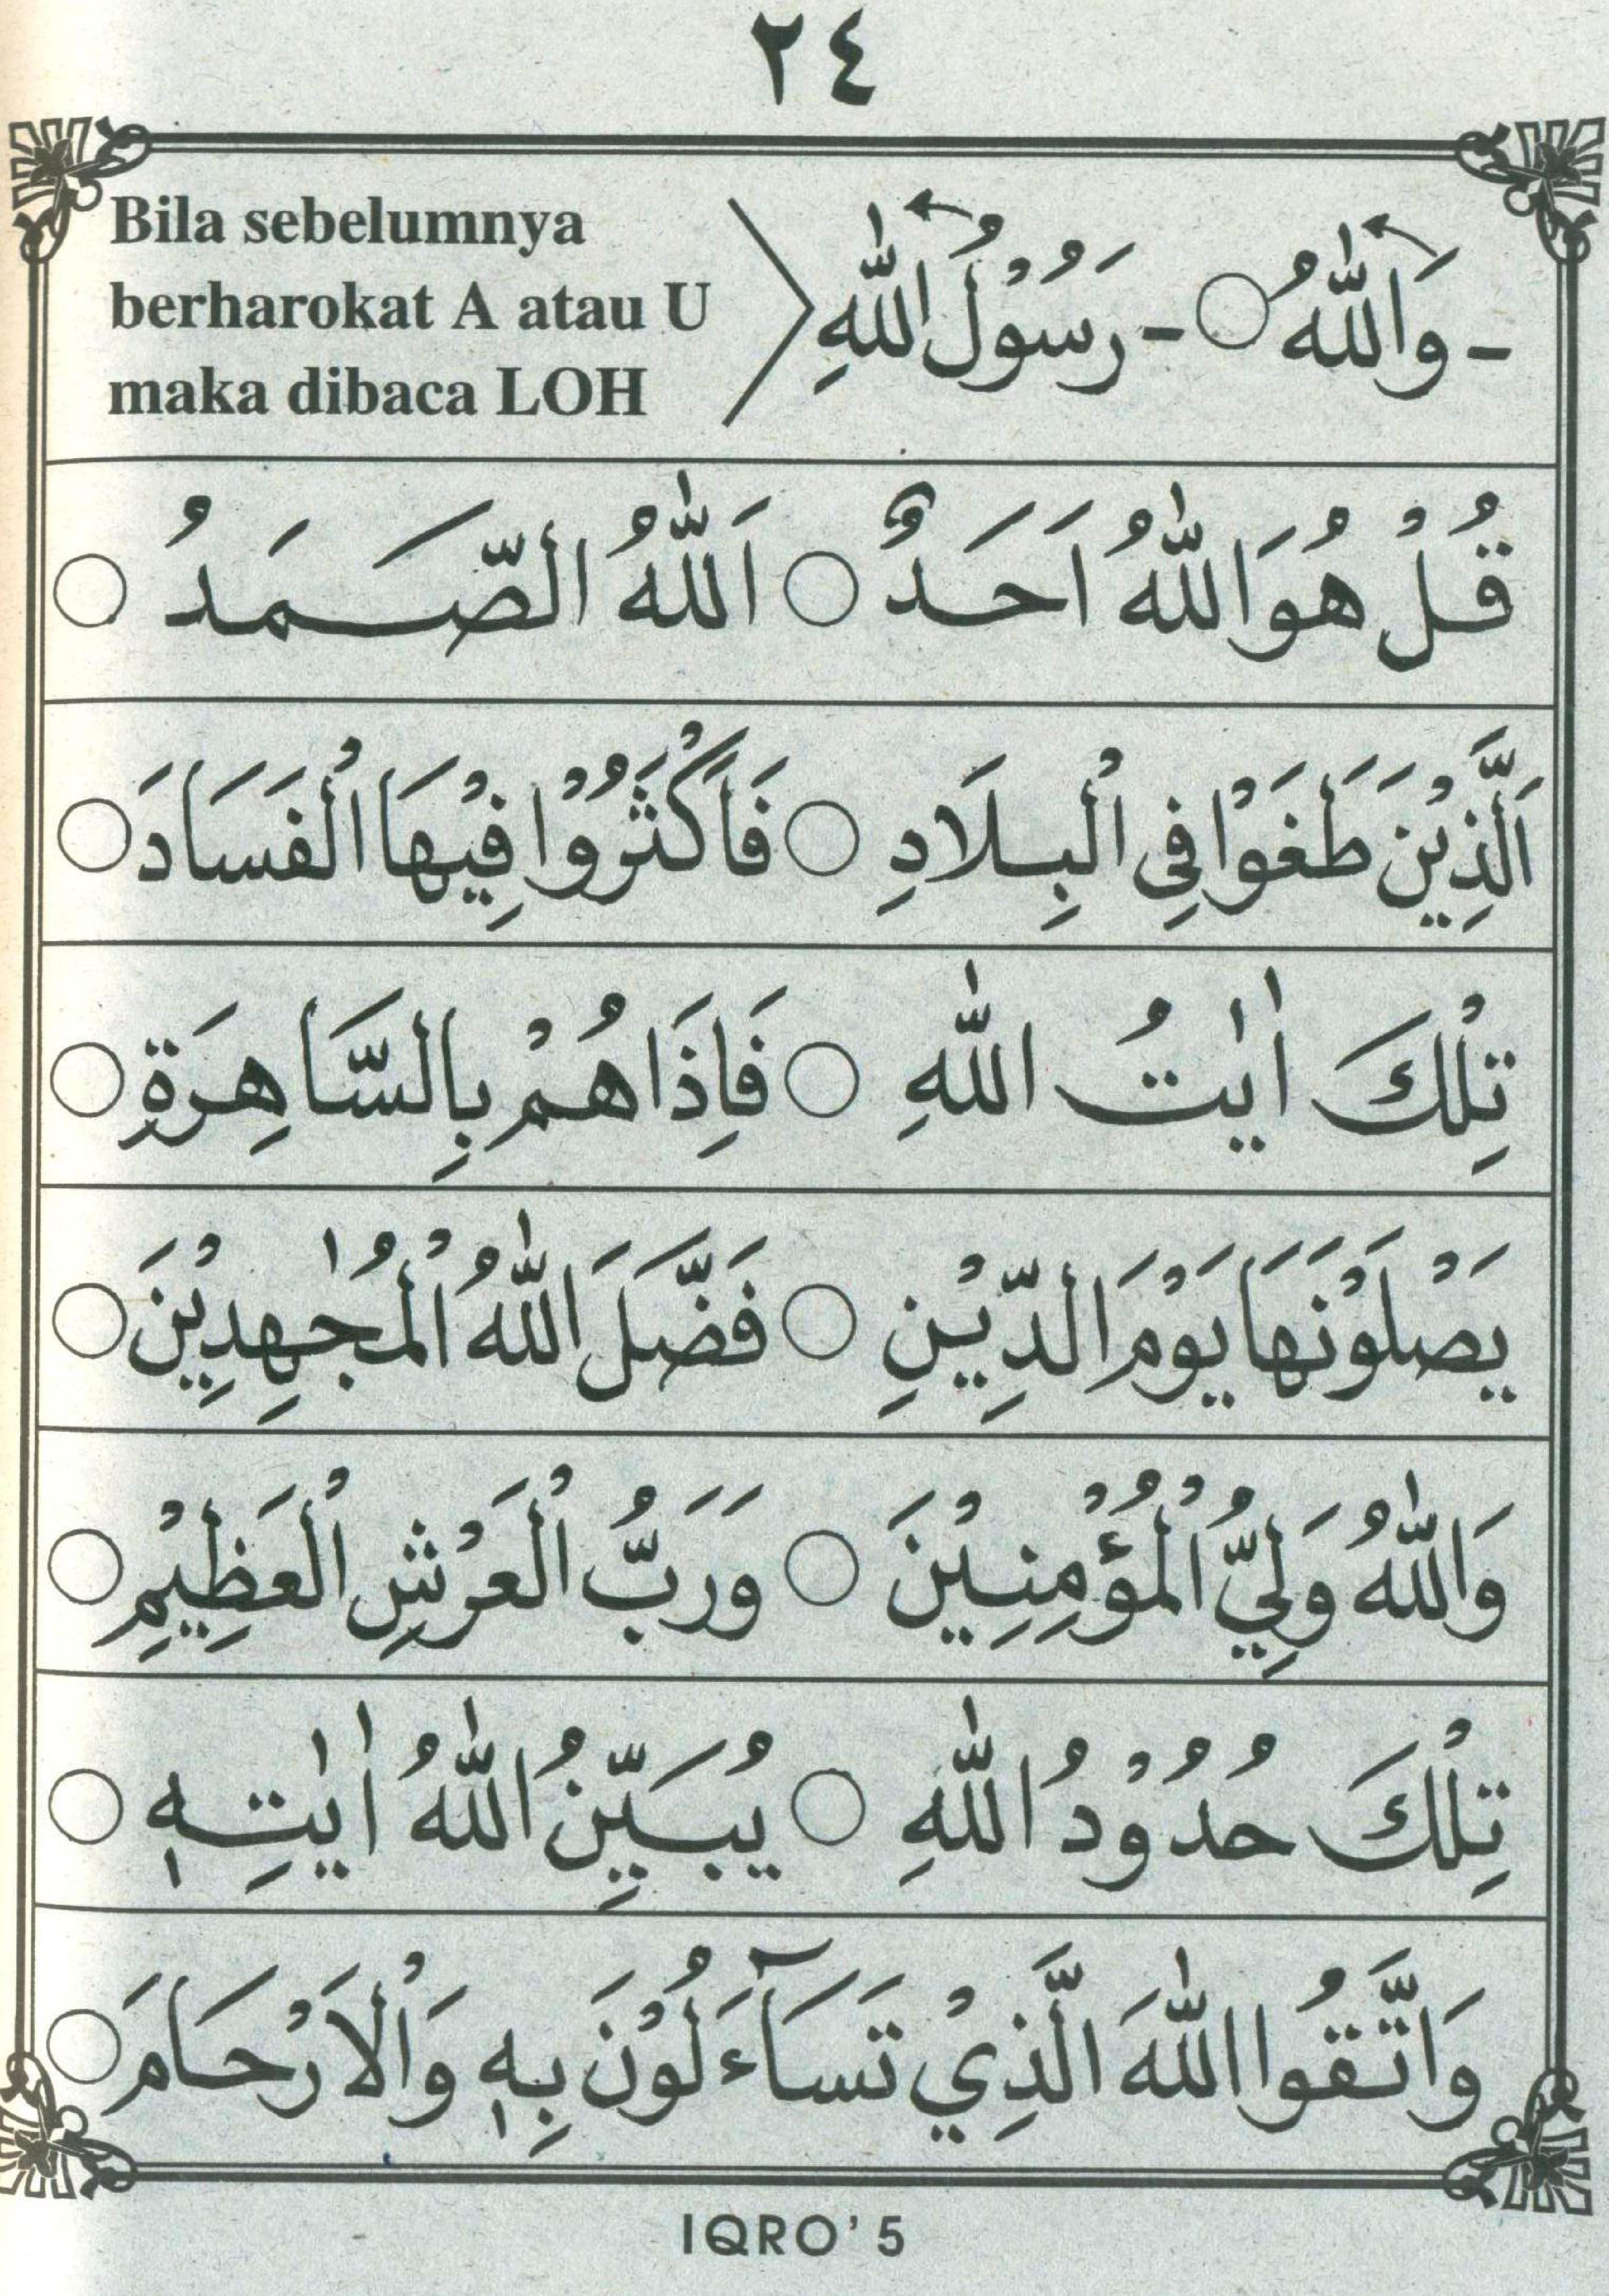 ٢٤
- وَاللّٰهُ ○ - رَسُوْلُ اللّٰهِ
Bila sebelumnya
berharokat A atau U
maka dibaca LOH
قُلْ هُوَ اللّٰهُ اَحَدٌ ○ اَللّٰهُ الصَّمَدُ ○
اَلَّذِيْنَ طَغَوْا فِى الْبِلَادِ ○ فَاَكْثَرُوْا فِيْهَا الْفَسَادَ ○
تِلْكَ اٰيٰتُ اللّٰهِ ○ فَاِذَا هُمْ بِالسَّاهِرَةِ ○
يَصْلَوْنَهَا يَوْمَ الدِّيْنِ ○ فَضَّلَ اللّٰهُ الْمُجٰهِدِيْنَ ○
وَاللّٰهُ وَلِيُّ الْمُؤْمِنِيْنَ ○ وَرَبُّ الْعَرْشِ الْعَظِيْمِ ○
تِلْكَ حُدُوْدُ اللّٰهِ ○ يُبَيِّنُ اللّٰهُ اٰيٰتِهٖ ○
وَاتَّقُوا اللّٰهَ الَّذِيْ تَسَآءَلُوْنَ بِهٖ وَالْاَرْحَامَ ○
IQRO' 5